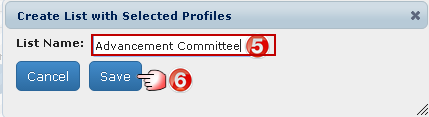 Create List with Selected Profiles
List Name: Advancement Committee 5
Cancel Save 6